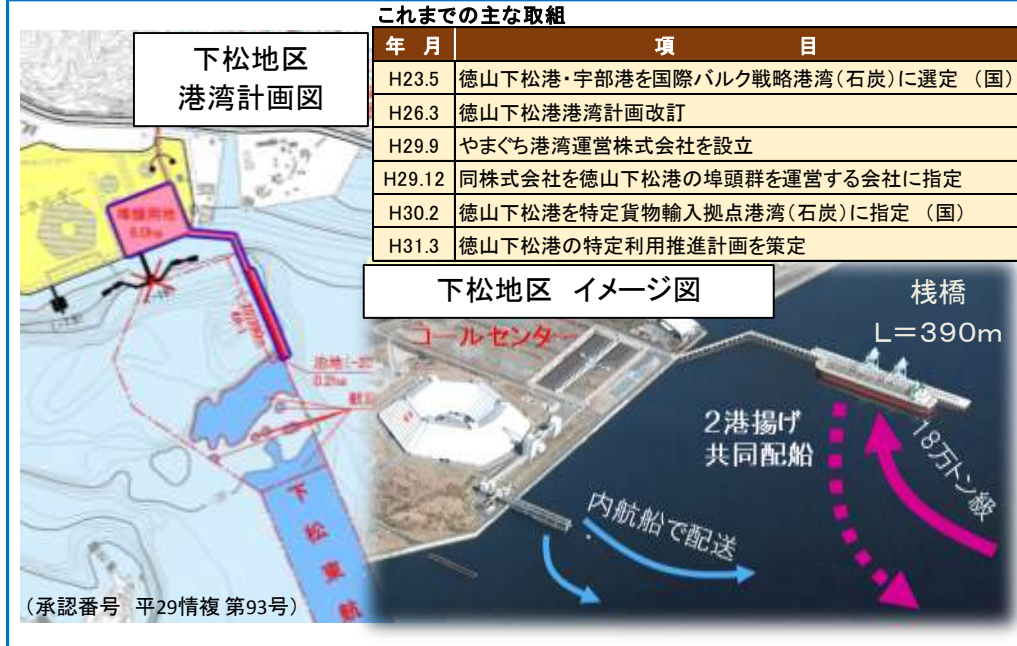 これまでの主な取組
年 月 項 目
H23.5 徳山下松港・宇部港を国際バルク戦略港湾(石炭)に選定 (国)
H26.3 徳山下松港港湾計画改訂
H29.9 やまぐち港湾運営株式会社を設立
H29.12 同株式会社を徳山下松港の埠頭群を運営する会社に指定
H30.2 徳山下松港を特定貨物輸入拠点港湾(石炭)に指定 (国)
H31.3 徳山下松港の特定利用推進計画を策定
下松地区
港湾計画図
埠頭用地
6.0ha
下松東航
(承認番号 平29情複 第93号)
下松地区 イメージ図
コールセンター
桟橋
L=390m
2港揚げ
共同配船
18万トン級
内航船で配送